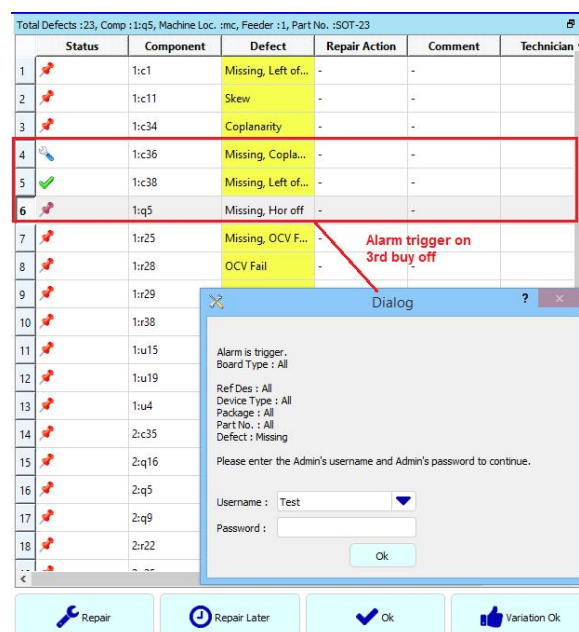 Total Defects :23, Comp :1:q5, Machine Loc. :mc, Feeder :1, Part No. :SOT-23
Status Component Defect Repair Action Comment Technician
1 1:c1 Missing, Left of... - -
2 1:c11 Skew - -
3 1:c34 Coplanarity - -
4 1:c36 Missing, Copla... - -
5 1:c38 Missing, Left of... - -
6 1:q5 Missing, Hor off - -
7 1:r25 Missing, OCV F... - -
8 1:r28 OCV Fail - -
Alarm trigger on
3rd buy off
9 1:r29
10 1:r38
11 1:u15
12 1:u19
13 1:u4
14 2:c35
15 2:q16
16 2:q5
17 2:q9
18 2:r22
Dialog ? ×
Alarm is trigger.
Board Type : All
Ref Des : All
Device Type : All
Package : All
Part No. : All
Defect : Missing
Please enter the Admin's username and Admin's password to continue.
Username : Test
Password :
Ok
Repair Repair Later Ok Variation Ok